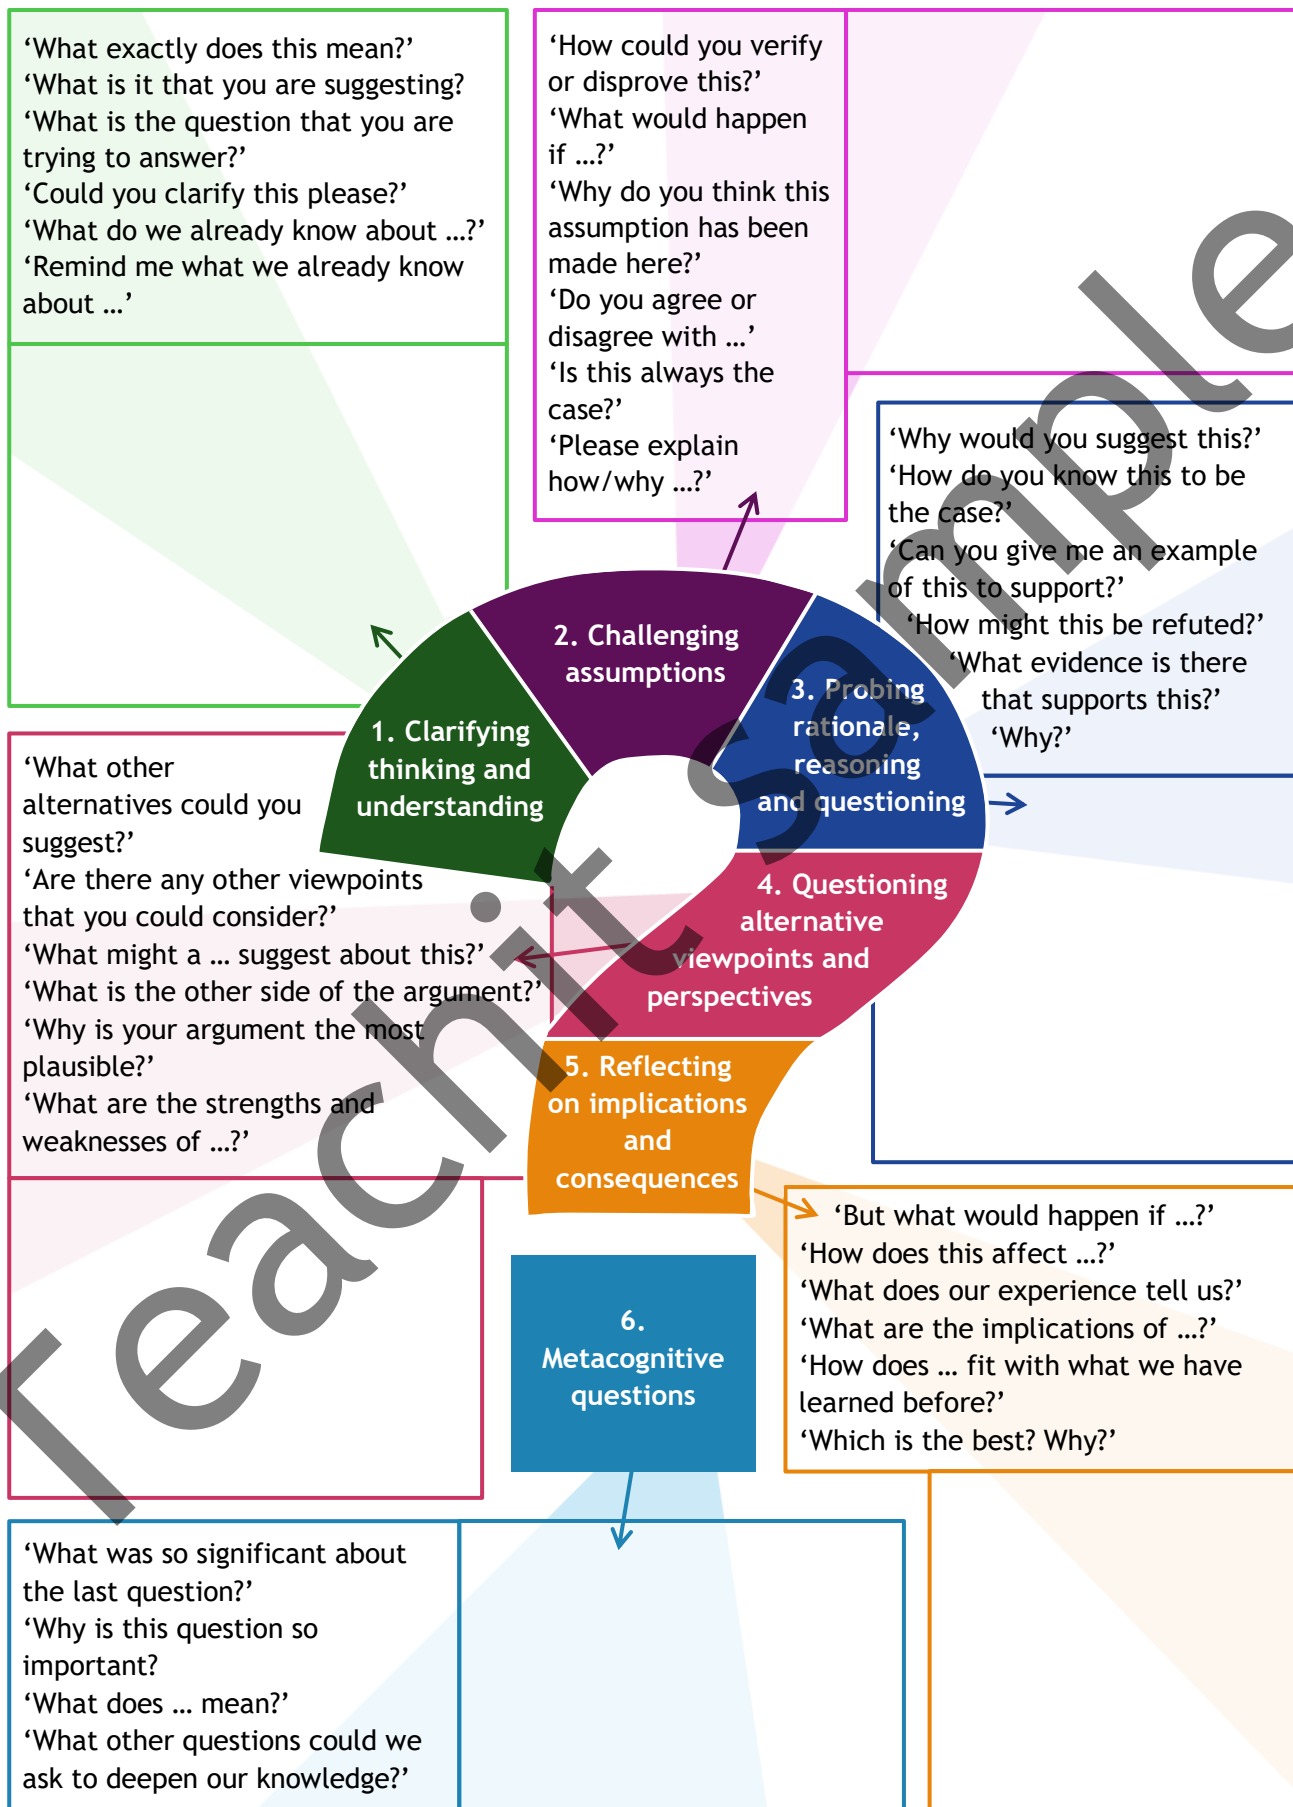 ‘What exactly does this mean?’
‘What is it that you are suggesting?
‘What is the question that you are
trying to answer?’
‘Could you clarify this please?’
‘What do we already know about …?’
‘Remind me what we already know
about …’
‘How could you verify
or disprove this?’
‘What would happen
if …?’
‘Why do you think this
assumption has been
made here?’
‘Do you agree or
disagree with …’
‘Is this always the
case?’
‘Please explain
how/why …?’
‘Why would you suggest this?’
‘How do you know this to be
the case?’
‘Can you give me an example
of this to support?’
‘How might this be refuted?’
‘What evidence is there
that supports this?’
‘Why?’
1. Clarifying
thinking and
understanding
2. Challenging
assumptions
3. Probing
rationale,
reasoning
and questioning
4. Questioning
alternative
viewpoints and
perspectives
5. Reflecting
on implications
and
consequences
6.
Metacognitive
questions
‘What other
alternatives could you
suggest?’
‘Are there any other viewpoints
that you could consider?’
‘What might a … suggest about this?’
‘What is the other side of the argument?’
‘Why is your argument the most
plausible?’
‘What are the strengths and
weaknesses of …?’
‘But what would happen if …?’
‘How does this affect …?’
‘What does our experience tell us?’
‘What are the implications of …?’
‘How does … fit with what we have
learned before?’
‘Which is the best? Why?’
‘What was so significant about
the last question?’
‘Why is this question so
important?
‘What does … mean?’
‘What other questions could we
ask to deepen our knowledge?’
Teachit sample